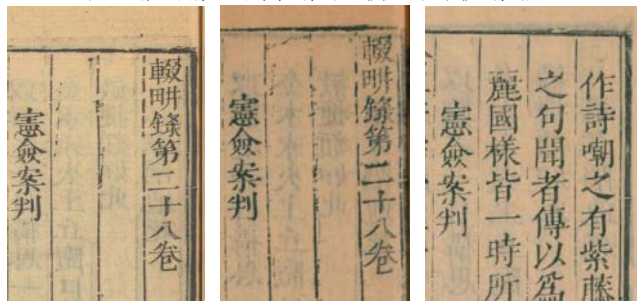 輟畊錄第二十八卷
憲僉案判
輟畊錄第二十八卷
憲僉案判
作詩嘲之有紫藤
之句聞者傳以爲
麗國樣皆一時所
憲僉案判